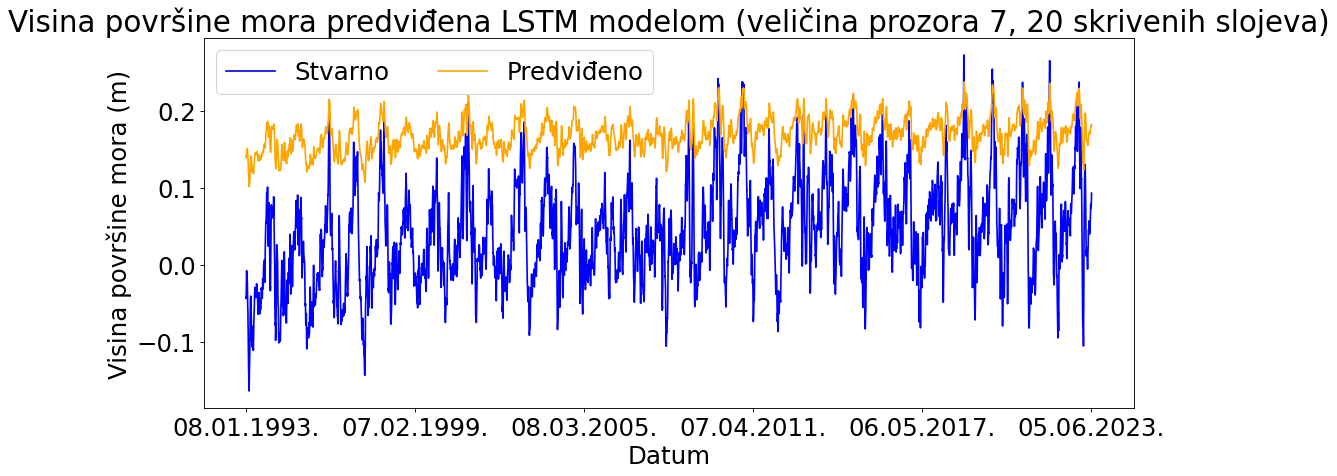 Visina površine mora predviđena LSTM modelom (veličina prozora 7, 20 skrivenih slojeva)
Stvarno Predviđeno
Visina površine mora (m)
0.2
0.1
0.0
−0.1
08.01.1993. 07.02.1999. 08.03.2005. 07.04.2011. 06.05.2017. 05.06.2023.
Datum